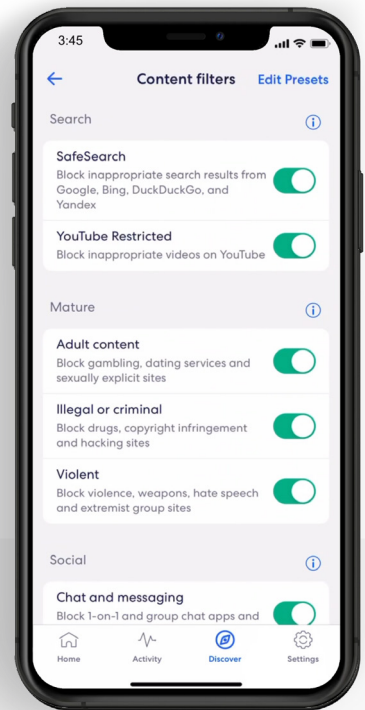 3:45
Content filters
Edit Presets
Search
SafeSearch
Block inappropriate search results from
Google, Bing, DuckDuckGo, and
Yandex
YouTube Restricted
Block inappropriate videos on YouTube
Mature
Adult content
Block gambling, dating services and
sexually explicit sites
Illegal or criminal
Block drugs, copyright infringement
and hacking sites
Violent
Block violence, weapons, hate speech
and extremist group sites
Social
Chat and messaging
Block 1-on-1 and group chat apps and
Home
Activity
Discover
Settings